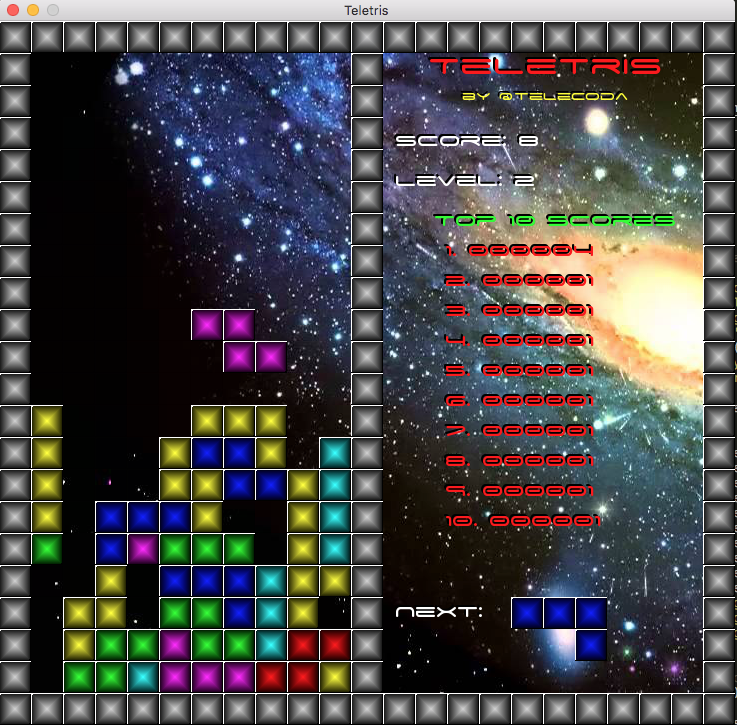 Teletris
TELETRIS
BY @TELECODA
SCORE: 8
LEVEL: 2
TOP 10 SCORES
1. 000004
2. 000001
3. 000001
4. 000001
5. 000001
6. 000001
7. 000001
8. 000001
9. 000001
10. 000001
NEXT: